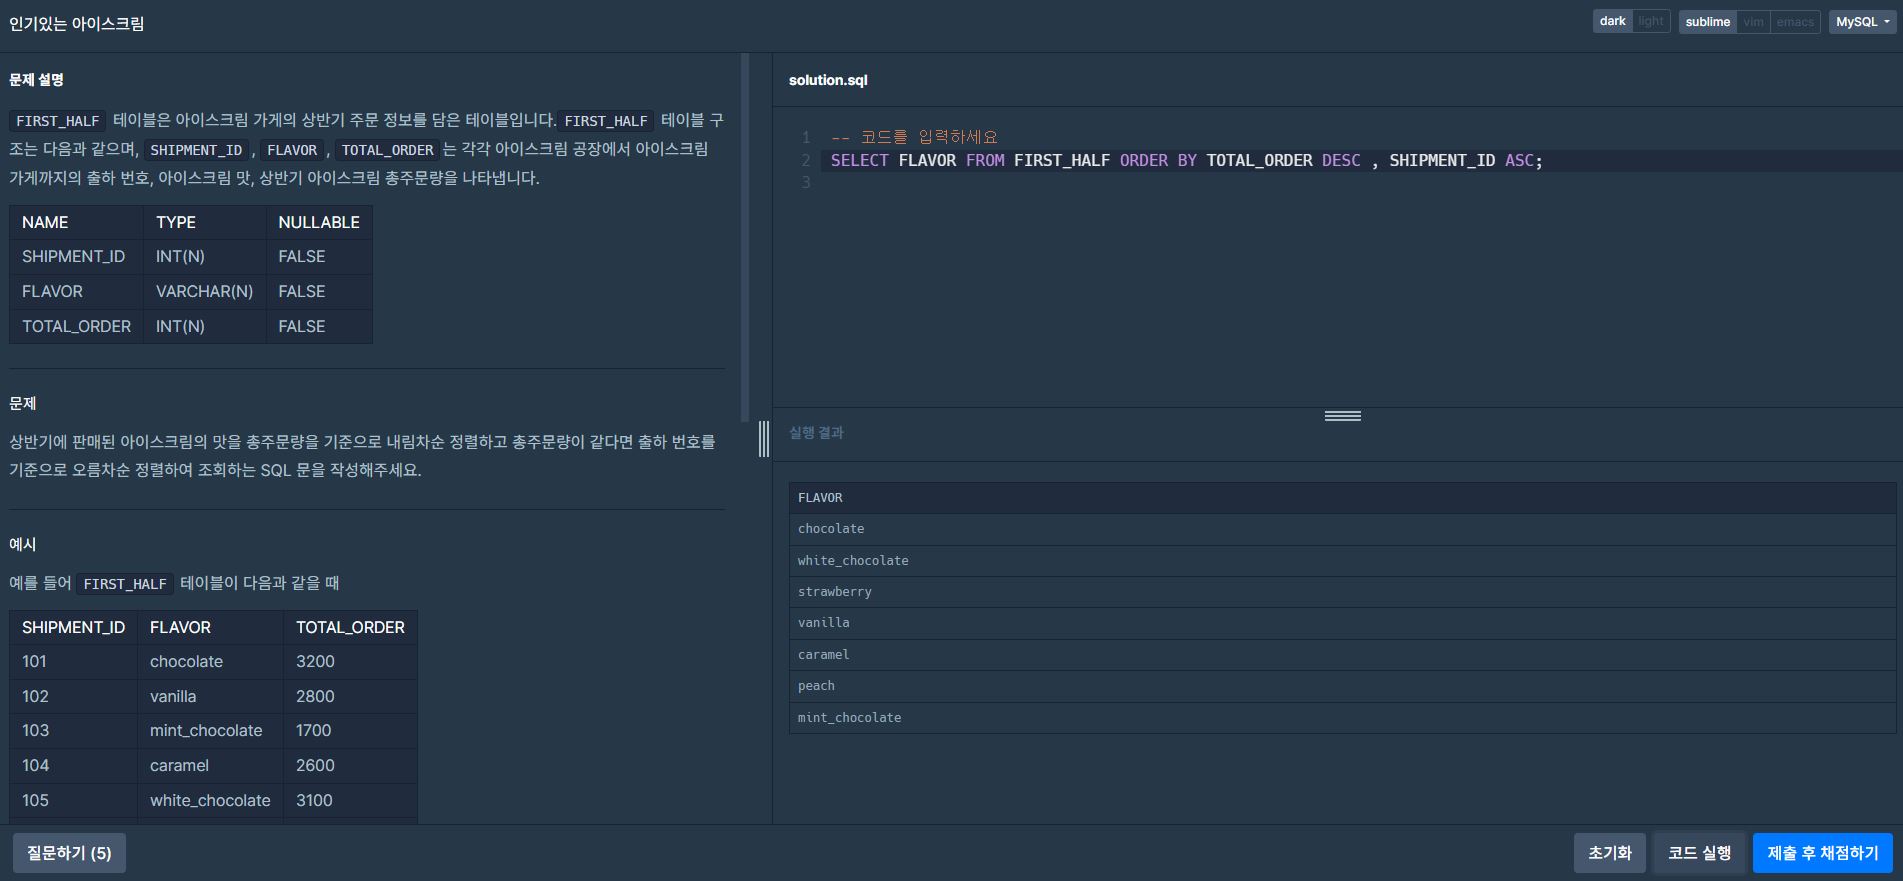 인기있는 아이스크림
dark light sublime vim emacs MySQL
문제 설명
FIRST_HALF 테이블은 아이스크림 가게의 상반기 주문 정보를 담은 테이블입니다. FIRST_HALF 테이블 구
조는 다음과 같으며, SHIPMENT_ID, FLAVOR, TOTAL_ORDER 는 각각 아이스크림 공장에서 아이스크림
가게까지의 출하 번호, 아이스크림 맛, 상반기 아이스크림 총주문량을 나타냅니다.
NAME TYPE NULLABLE
SHIPMENT_ID INT(N) FALSE
FLAVOR VARCHAR(N) FALSE
TOTAL_ORDER INT(N) FALSE
문제
상반기에 판매된 아이스크림의 맛을 총주문량을 기준으로 내림차순 정렬하고 총주문량이 같다면 출하 번호를
기준으로 오름차순 정렬하여 조회하는 SQL 문을 작성해주세요.
예시
예를 들어 FIRST_HALF 테이블이 다음과 같을 때
SHIPMENT_ID FLAVOR TOTAL_ORDER
101 chocolate 3200
102 vanilla 2800
103 mint_chocolate 1700
104 caramel 2600
105 white_chocolate 3100
solution.sql
1 -- 코드를 입력하세요
2 SELECT FLAVOR FROM FIRST_HALF ORDER BY TOTAL_ORDER DESC , SHIPMENT_ID ASC;
3
실행 결과
FLAVOR
chocolate
white_chocolate
strawberry
vanilla
caramel
peach
mint_chocolate
질문하기 (5) 초기화 코드 실행 제출 후 채점하기